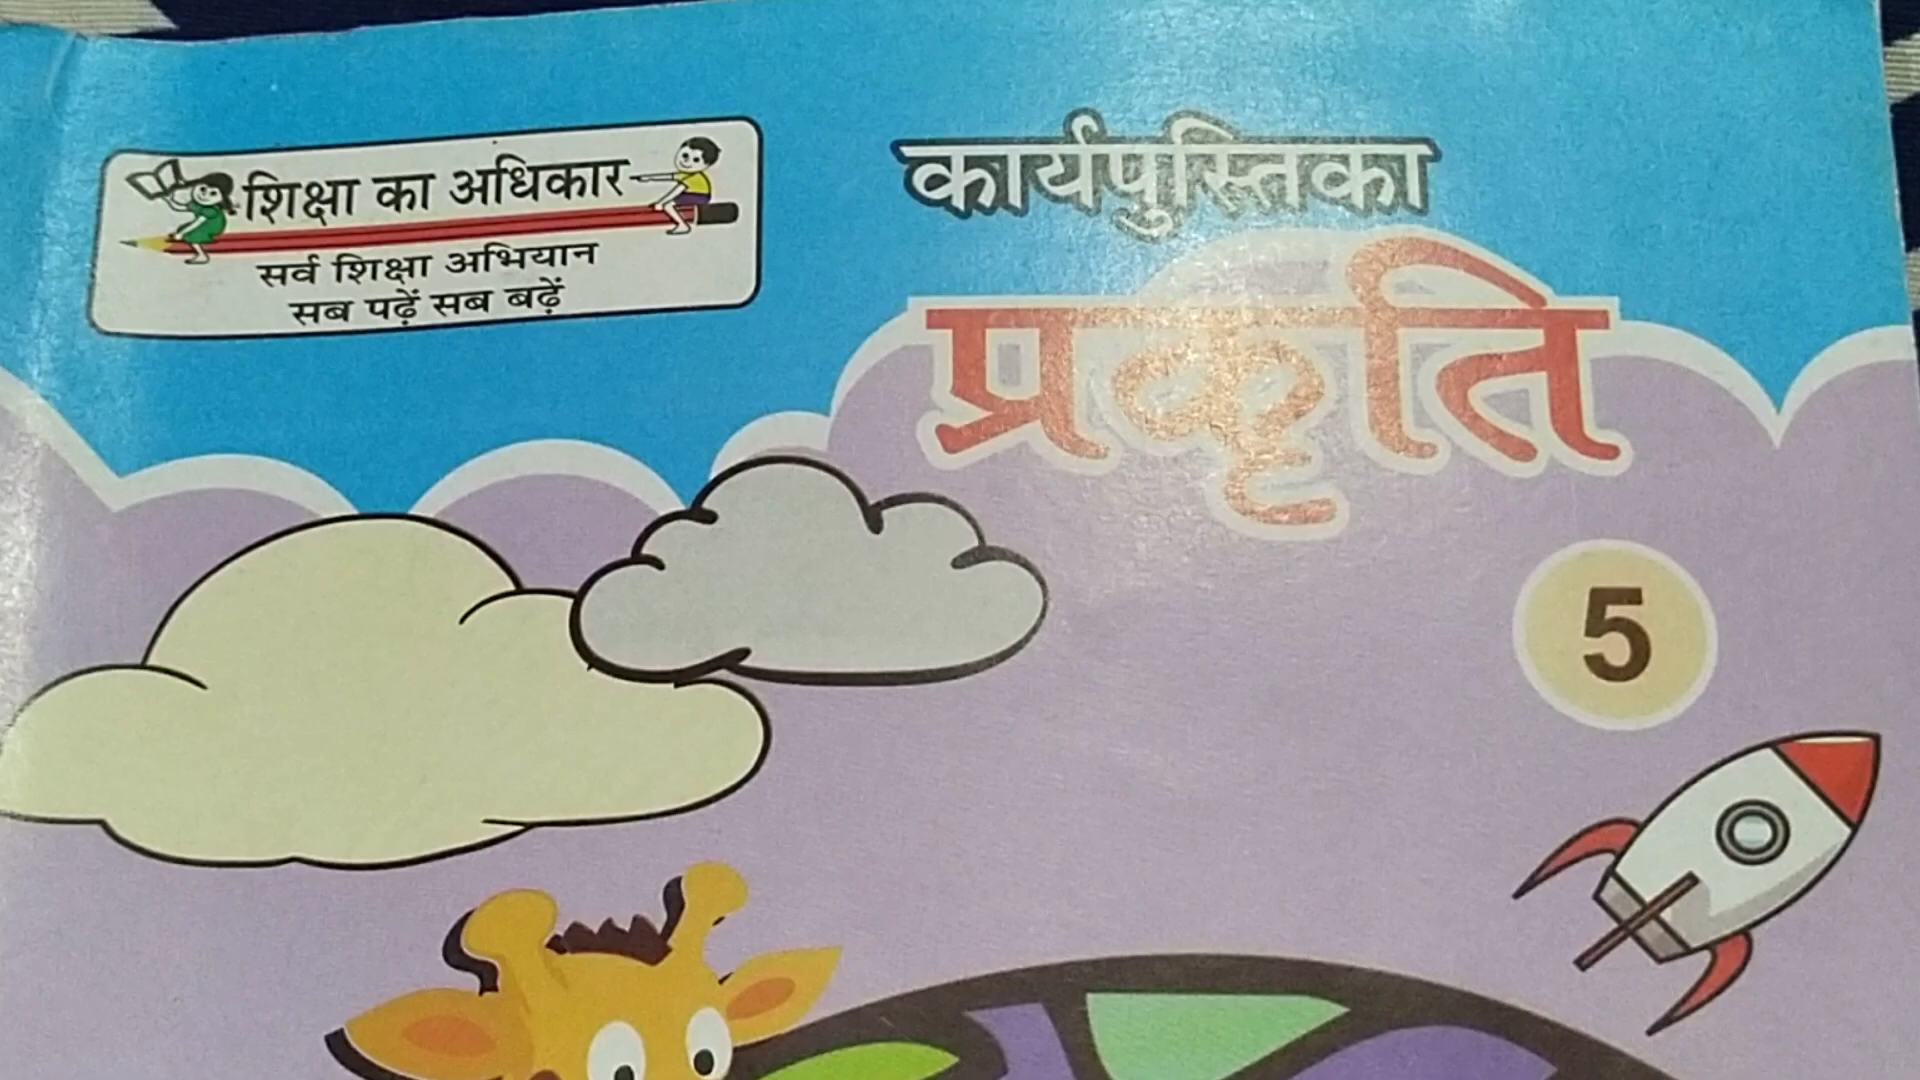 शिक्षा का अधिकार
सर्व शिक्षा अभियान
सब पढ़ें सब बढ़ें
कार्यपुस्तिका
प्रकृति
5